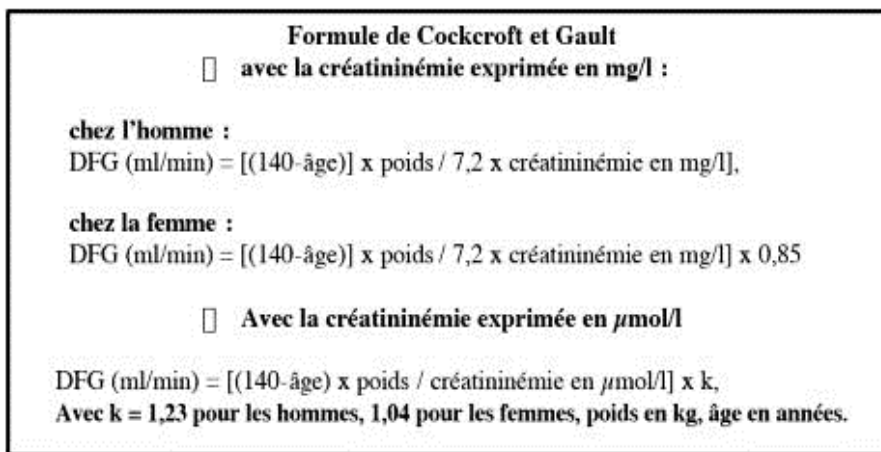 Formule de Cockcroft et Gault
avec la créatininémie exprimée en mg/l :
chez l'homme :
DFG (ml/min) = [(140-âge)] x poids / 7,2 x créatininémie en mg/l],
chez la femme :
DFG (ml/min) = [(140-âge)] x poids / 7,2 x créatininémie en mg/l] x 0,85
Avec la créatininémie exprimée en µmol/l
DFG (ml/min) = [(140-âge) x poids / créatininémie en µmol/l] x k,
Avec k = 1,23 pour les hommes, 1,04 pour les femmes, poids en kg, âge en années.